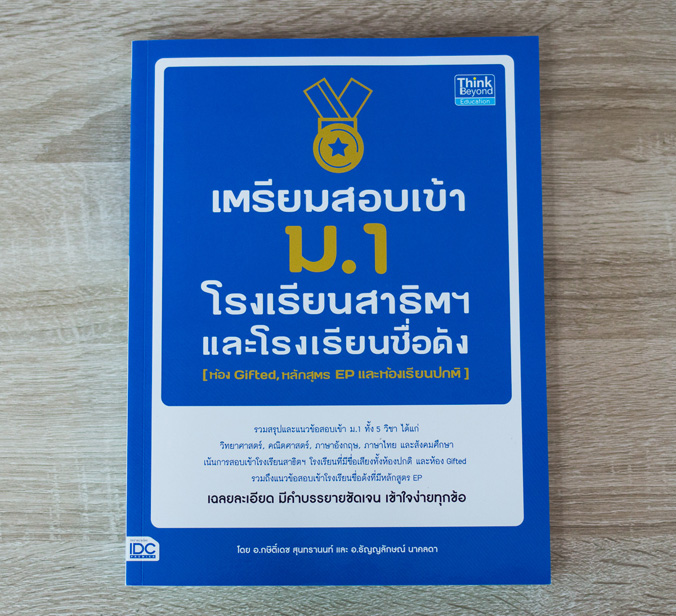 Think
Beyond
Education
เตรียมสอบเข้า
ม.1
โรงเรียนสาธิตฯ
และโรงเรียนชื่อดัง
[ห้อง Gifted, หลักสูตร EP และห้องเรียนปกติ]
รวมสรุปและแนวข้อสอบเข้า ม.1 ทั้ง 5 วิชา ได้แก่
วิทยาศาสตร์, คณิตศาสตร์, ภาษาอังกฤษ, ภาษาไทย และสังคมศึกษา
เน้นการสอบเข้าโรงเรียนสาธิตฯ โรงเรียนที่มีชื่อเสียงทั้งห้องปกติ และห้อง Gifted
รวมถึงแนวข้อสอบเข้าโรงเรียนชื่อดังที่มีหลักสูตร EP
เฉลยละเอียด มีคำบรรยายชัดเจน เข้าใจง่ายทุกข้อ
IDC
PREMIER
โดย อ.กษิติ์เดช สุนทรานนท์ และ อ.ธัญญลักษณ์ นาคลดา